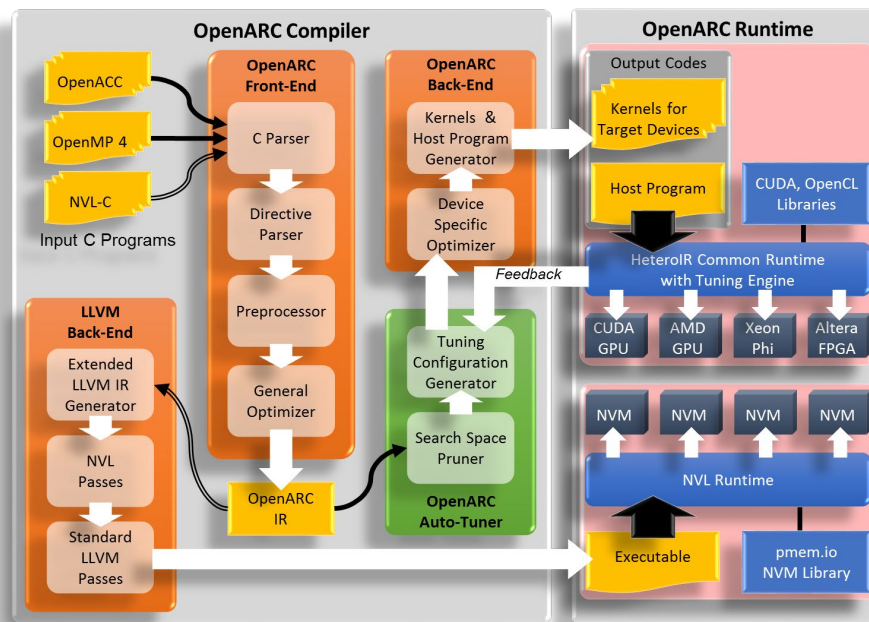 OpenARC Compiler
OpenACC
OpenMP 4
NVL-C
Input C Programs
OpenARC
Front-End
C Parser
Directive
Parser
Preprocessor
General
Optimizer
OpenARC
IR
LLVM
Back-End
Extended
LLVM IR
Generator
NVL
Passes
Standard
LLVM
Passes
OpenARC
Back-End
Kernels &
Host Program
Generator
Device
Specific
Optimizer
Feedback
Tuning
Configuration
Generator
Search Space
Pruner
OpenARC
Auto-Tuner
OpenARC Runtime
Output Codes
Kernels for
Target Devices
Host Program
CUDA, OpenCL
Libraries
HeteroIR Common Runtime
with Tuning Engine
CUDA
GPU
AMD
GPU
Xeon
Phi
Altera
FPGA
NVM
NVM
NVM
NVM
NVL Runtime
Executable
pmem.io
NVM Library